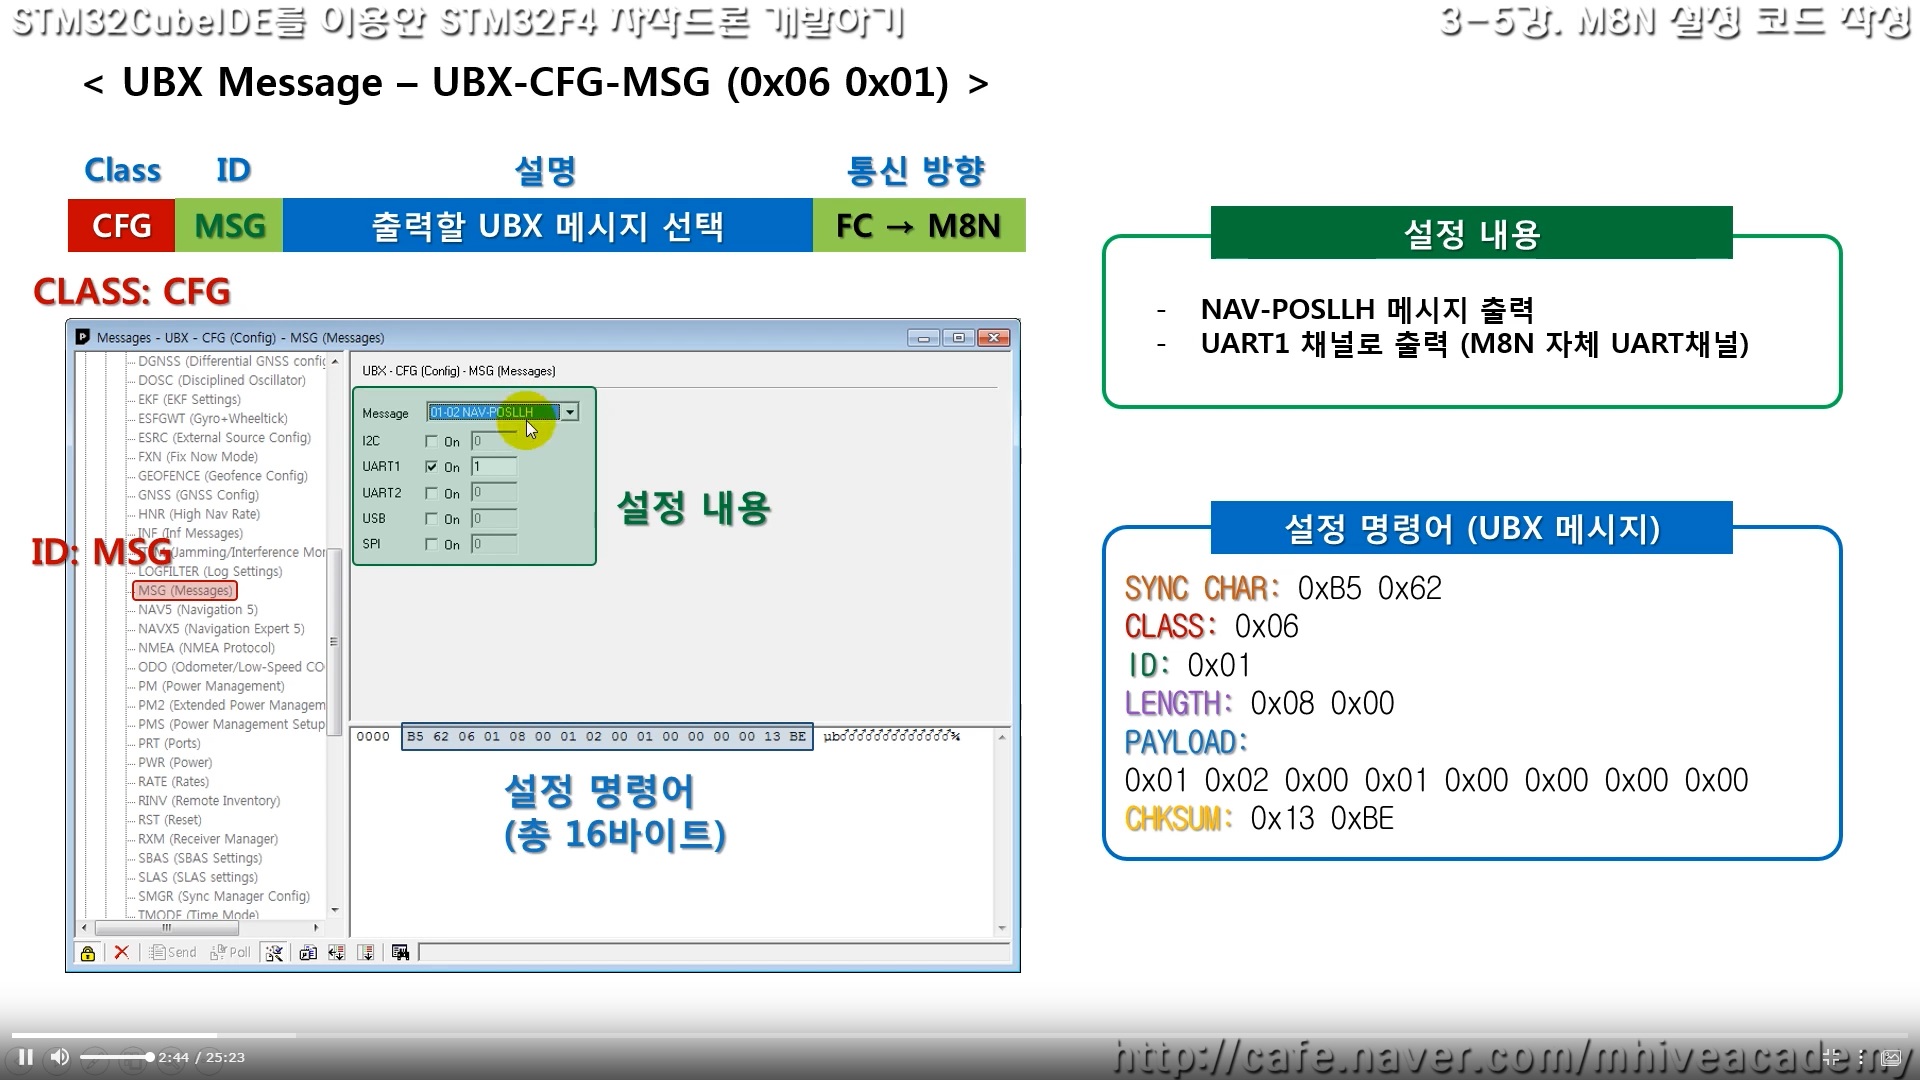 STM32CubeIDE를 이용한 STM32F4 자작드론 개발하기
3-5강. M8N 설정 코드 작성
< UBX Message – UBX-CFG-MSG (0x06 0x01) >
Class ID 설명 통신 방향
CFG MSG 출력할 UBX 메시지 선택 FC → M8N
CLASS: CFG
Messages - UBX - CFG (Config) - MSG (Messages)
DGNSS (Differential GNSS config
DOSC (Disciplined Oscillator)
EKF (EKF Settings)
ESFGWT (Gyro+Wheeltick)
ESRC (External Source Config)
FXN (Fix Now Mode)
GEOFENCE (Geofence Config)
GNSS (GNSS Config)
HNR (High Nav Rate)
INF (Inf Messages)
ID: MSG
(Jamming/Interference Mor
LOGFILTER (Log Settings)
MSG (Messages)
NAV5 (Navigation 5)
NAVX5 (Navigation Expert 5)
NMEA (NMEA Protocol)
ODO (Odometer/Low-Speed CO
PM (Power Management)
PM2 (Extended Power Managem
PMS (Power Management Setup
PRT (Ports)
PWR (Power)
RATE (Rates)
RINV (Remote Inventory)
RST (Reset)
RXM (Receiver Manager)
SBAS (SBAS Settings)
SLAS (SLAS settings)
SMGR (Sync Manager Config)
TMODE (Time Mode)
UBX - CFG (Config) - MSG (Messages)
Message 01-02 NAV-POSLLH
I2C On 0
UART1 On 1
UART2 On 0
USB On 0
SPI On 0
설정 내용
0000 B5 62 06 01 08 00 01 02 00 01 00 00 00 00 13 BE
설정 명령어
(총 16바이트)
Send Poll
설정 내용
- NAV-POSLLH 메시지 출력
- UART1 채널로 출력 (M8N 자체 UART채널)
설정 명령어 (UBX 메시지)
SYNC CHAR: 0xB5 0x62
CLASS: 0x06
ID: 0x01
LENGTH: 0x08 0x00
PAYLOAD:
0x01 0x02 0x00 0x01 0x00 0x00 0x00 0x00
CHKSUM: 0x13 0xBE
2:44 / 25:23
http://cafe.naver.com/mhiveacademy